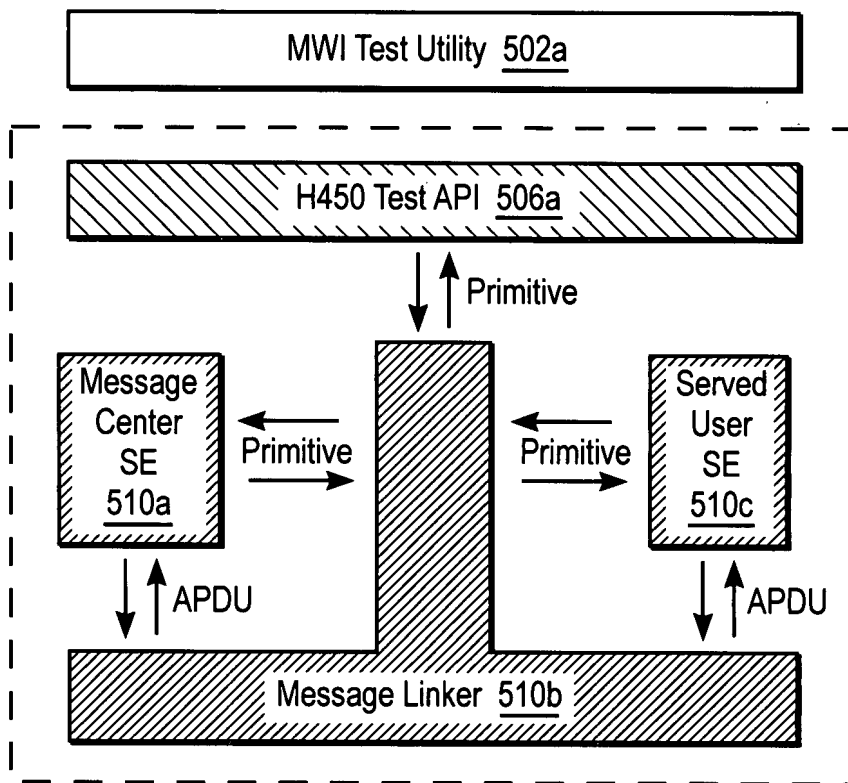 MWI Test Utility 502a
H450 Test API 506a
Primitive
Message
Center
SE
510a
Primitive
Primitive
Served
User
SE
510c
APDU
APDU
Message Linker 510b